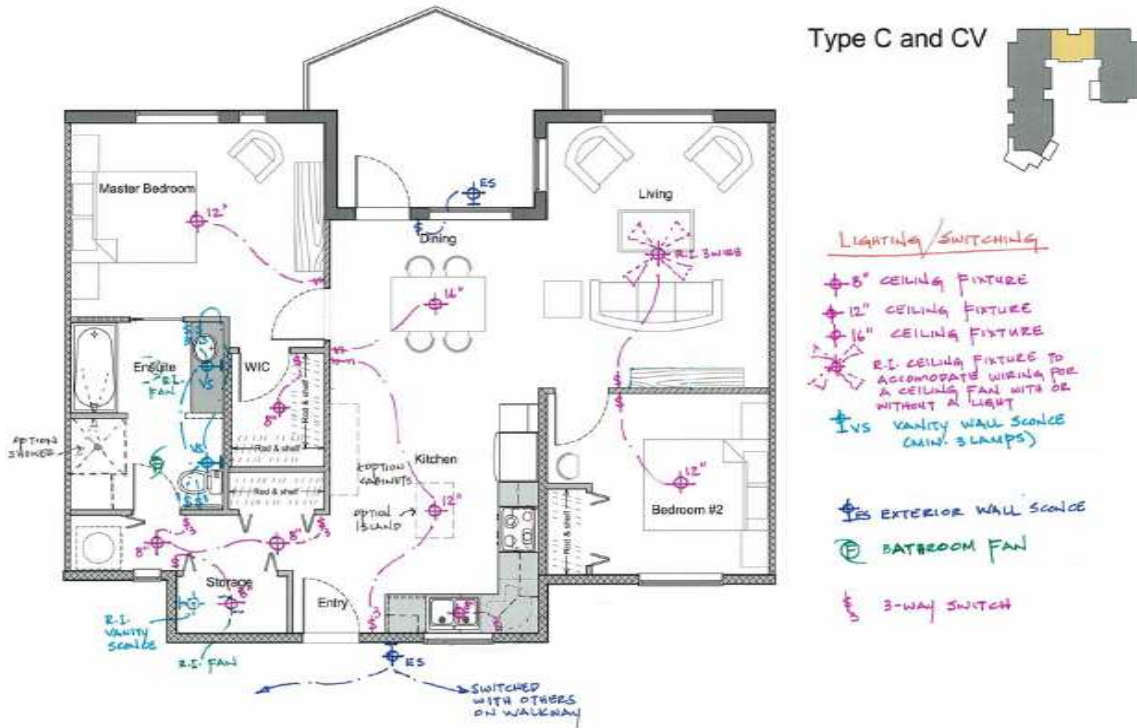 Type C and CV
ES
Master Bedroom
12"
Living
Dining
R.I. 3 WIRE
16"
Ensuite
R.I.
FAN
VS
WIC
8"
Rod & shelf
Rod & shelf
OPTION
SHOWER
VS
Kitchen
OPTION
CABINETS
Rod & shelf
12"
12"
OPTION
ISLAND
Bedroom #2
Rod & shelf
8"
8"
Storage
8"
Entry
R.I.
VANITY
SCONCE
R.I. FAN
ES
SWITCHED
WITH OTHERS
ON WALKWAY
LIGHTING/SWITCHING
8" CEILING FIXTURE
12" CEILING FIXTURE
16" CEILING FIXTURE
R.I. CEILING FIXTURE TO
ACCOMODATE WIRING FOR
A CEILING FAN WITH OR
WITHOUT A LIGHT
VS VANITY WALL SCONCE
(MIN. 3 LAMPS)
ES EXTERIOR WALL SCONCE
F BATHROOM FAN
$3 3-WAY SWITCH